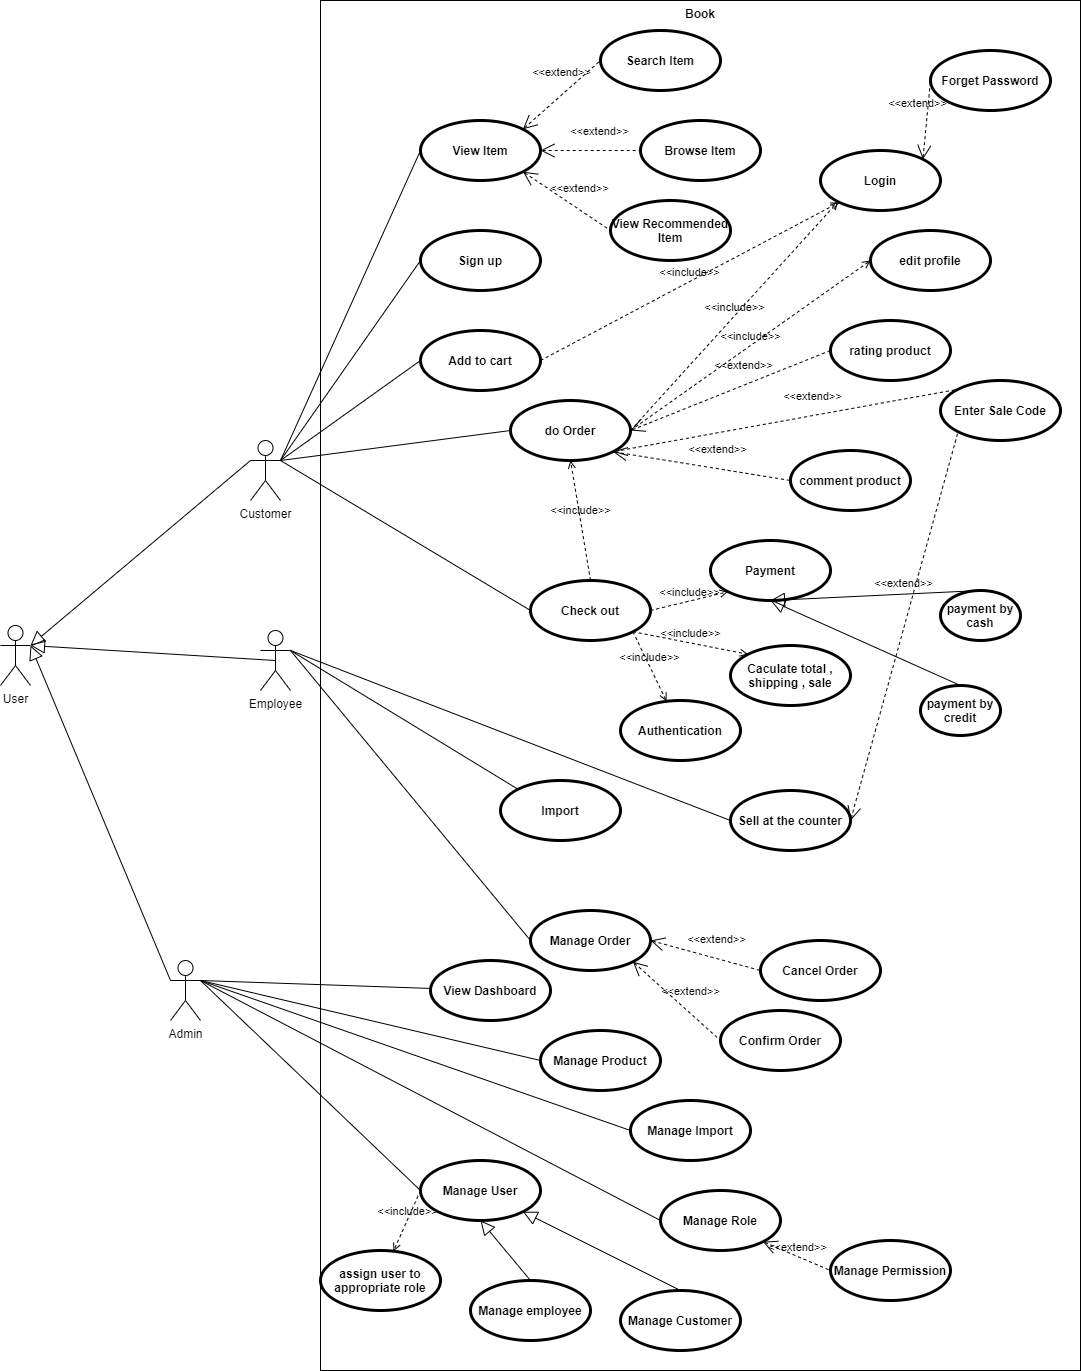 Book
Search Item
<<extend>>
Forget Password
<<extend>>
View Item
<<extend>>
Browse Item
Login
<<extend>>
View Recommended
Item
Sign up
<<include>>
edit profile
<<include>>
<<include>>
rating product
Add to cart
<<extend>>
<<extend>>
Enter Sale Code
do Order
<<extend>>
comment product
Customer
<<include>>
Payment
<<extend>>
Check out
<<include>>
payment by
cash
<<include>>
<<include>>
Caculate total ,
shipping , sale
User
Employee
payment by
credit
Authentication
Import
Sell at the counter
Manage Order
<<extend>>
Cancel Order
View Dashboard
<<extend>>
Admin
Confirm Order
Manage Product
Manage Import
Manage User
<<include>>
Manage Role
<<extend>>
Manage Permission
assign user to
appropriate role
Manage employee
Manage Customer